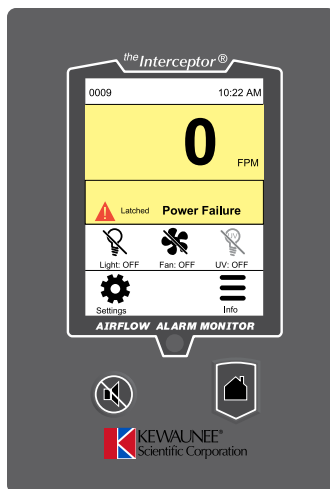 the Interceptor ®
0009 10:22 AM
0
FPM
Latched Power Failure
UV
Light: OFF Fan: OFF UV: OFF
Settings Info
AIRFLOW ALARM MONITOR
KEWAUNEE®
Scientific Corporation